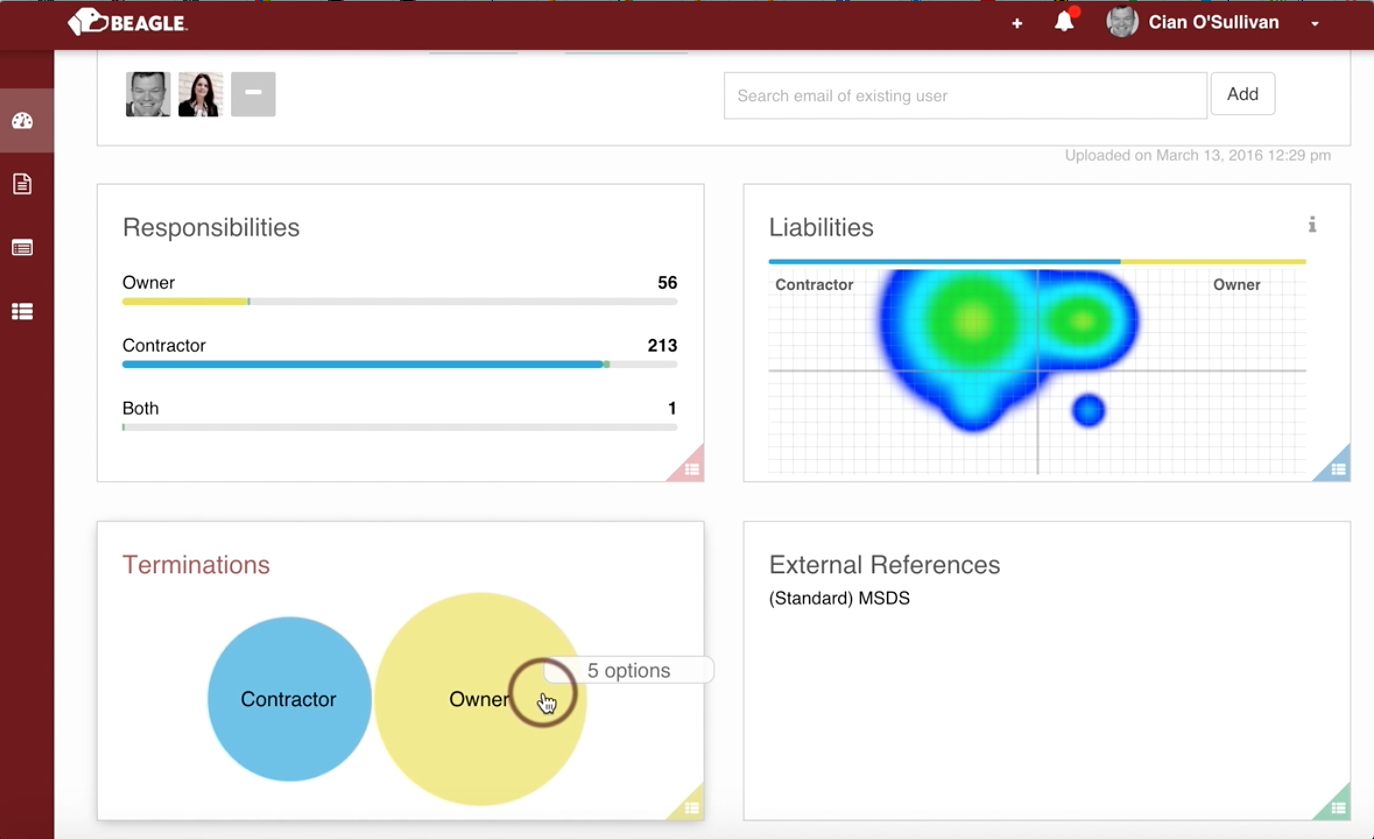 BEAGLE
+
Cian O'Sullivan
Search email of existing user
Add
Uploaded on March 13, 2016 12:29 pm
Responsibilities
Owner 56
Contractor 213
Both 1
Liabilities
i
Contractor
Owner
Terminations
Contractor
Owner
5 options
External References
(Standard) MSDS